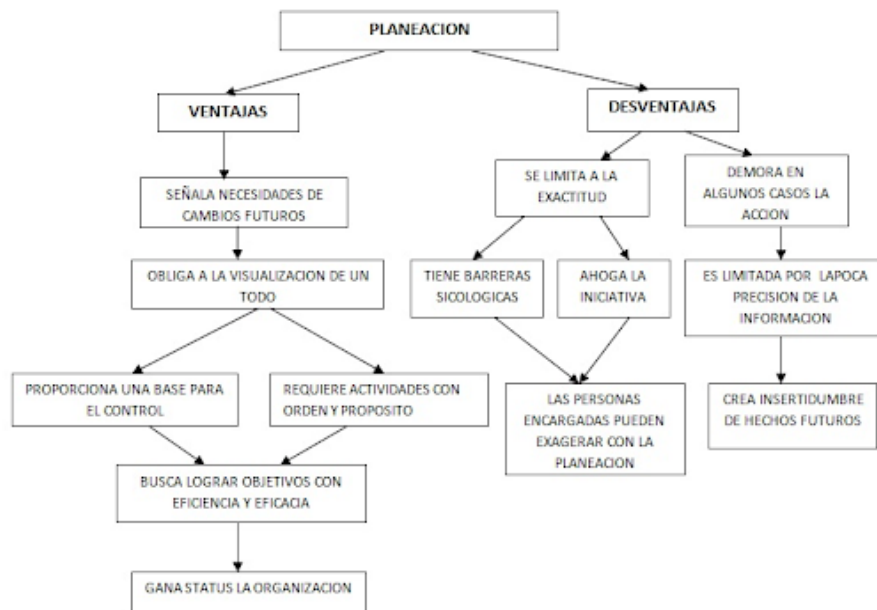 PLANEACION
VENTAJAS
DESVENTAJAS
SEÑALA NECESIDADES DE
CAMBIOS FUTUROS
SE LIMITA A LA
EXACTITUD
DEMORA EN
ALGUNOS CASOS LA
ACCION
OBLIGA A LA VISUALIZACION DE UN
TODO
TIENE BARRERAS
SICOLOGICAS
AHOGA LA
INICIATIVA
ES LIMITADA POR LAPOCA
PRECISION DE LA
INFORMACION
PROPORCIONA UNA BASE PARA
EL CONTROL
REQUIERE ACTIVIDADES CON
ORDEN Y PROPOSITO
LAS PERSONAS
ENCARGADAS PUEDEN
EXAGERAR CON LA
PLANEACION
CREA INSERTIDUMBRE
DE HECHOS FUTUROS
BUSCA LOGRAR OBJETIVOS CON
EFICIENCIA Y EFICACIA
GANA STATUS LA ORGANIZACION